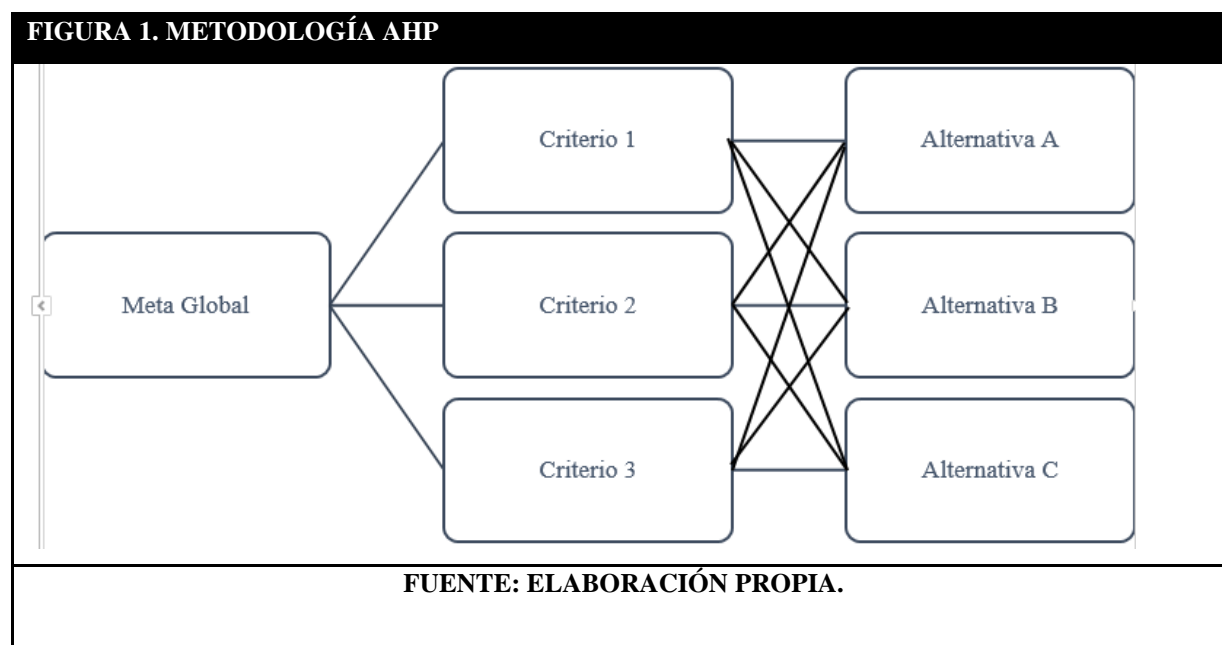 FIGURA 1. METODOLOGÍA AHP
Meta Global
Criterio 1
Criterio 2
Criterio 3
Alternativa A
Alternativa B
Alternativa C
FUENTE: ELABORACIÓN PROPIA.